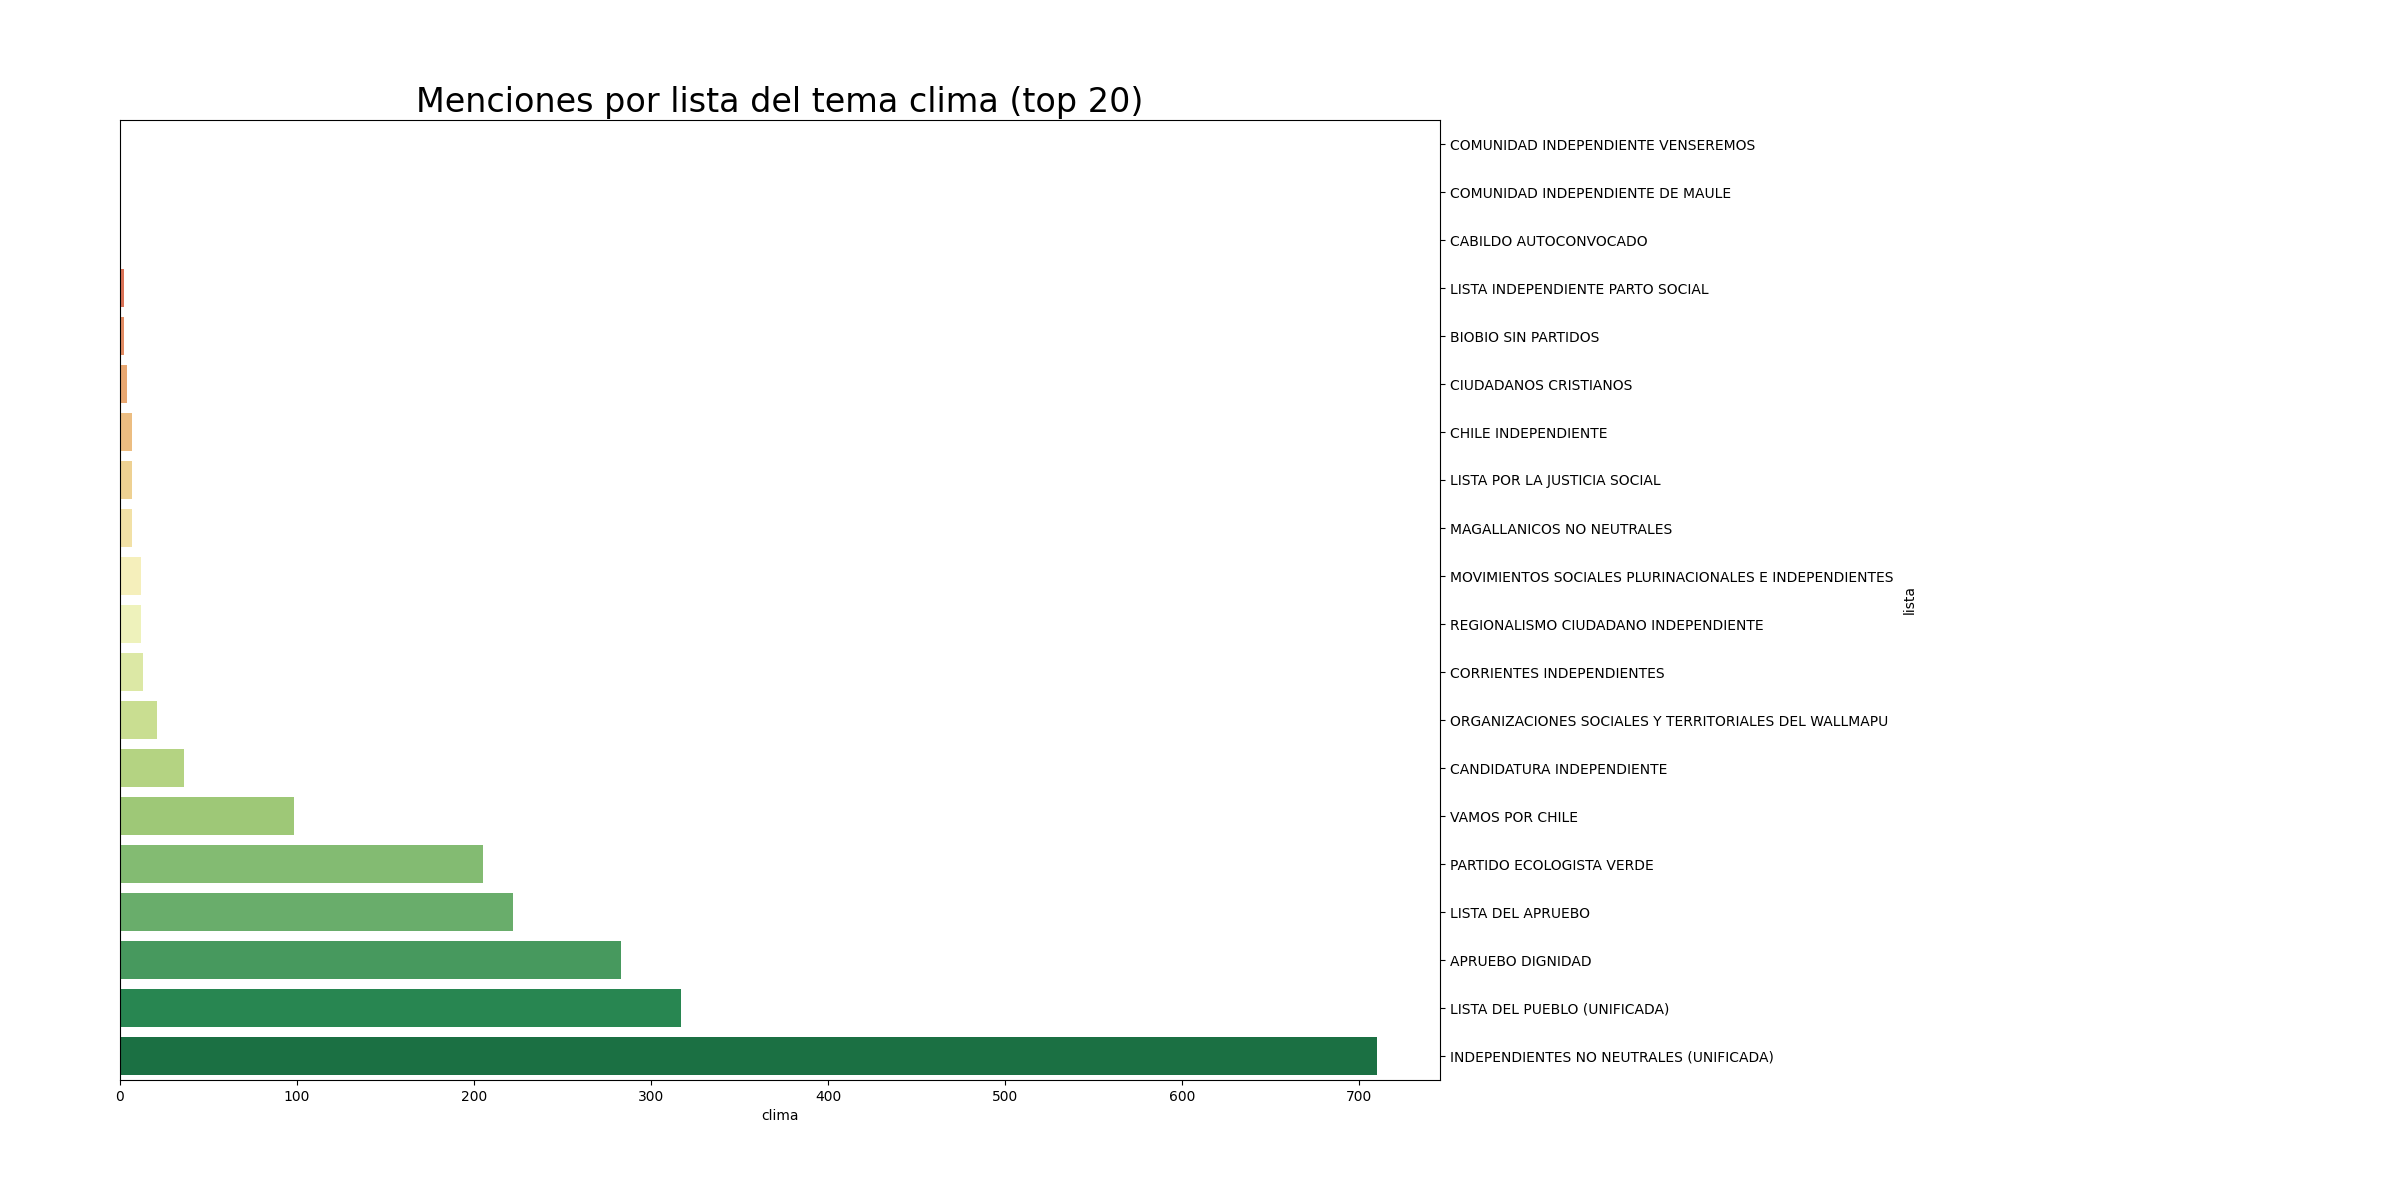 Menciones por lista del tema clima (top 20)
COMUNIDAD INDEPENDIENTE VENSEREMOS
COMUNIDAD INDEPENDIENTE DE MAULE
CABILDO AUTOCONVOCADO
LISTA INDEPENDIENTE PARTO SOCIAL
BIOBIO SIN PARTIDOS
CIUDADANOS CRISTIANOS
CHILE INDEPENDIENTE
LISTA POR LA JUSTICIA SOCIAL
MAGALLANICOS NO NEUTRALES
MOVIMIENTOS SOCIALES PLURINACIONALES E INDEPENDIENTES
REGIONALISMO CIUDADANO INDEPENDIENTE
CORRIENTES INDEPENDIENTES
ORGANIZACIONES SOCIALES Y TERRITORIALES DEL WALLMAPU
CANDIDATURA INDEPENDIENTE
VAMOS POR CHILE
PARTIDO ECOLOGISTA VERDE
LISTA DEL APRUEBO
APRUEBO DIGNIDAD
LISTA DEL PUEBLO (UNIFICADA)
INDEPENDIENTES NO NEUTRALES (UNIFICADA)
lista
0 100 200 300 400 500 600 700
clima